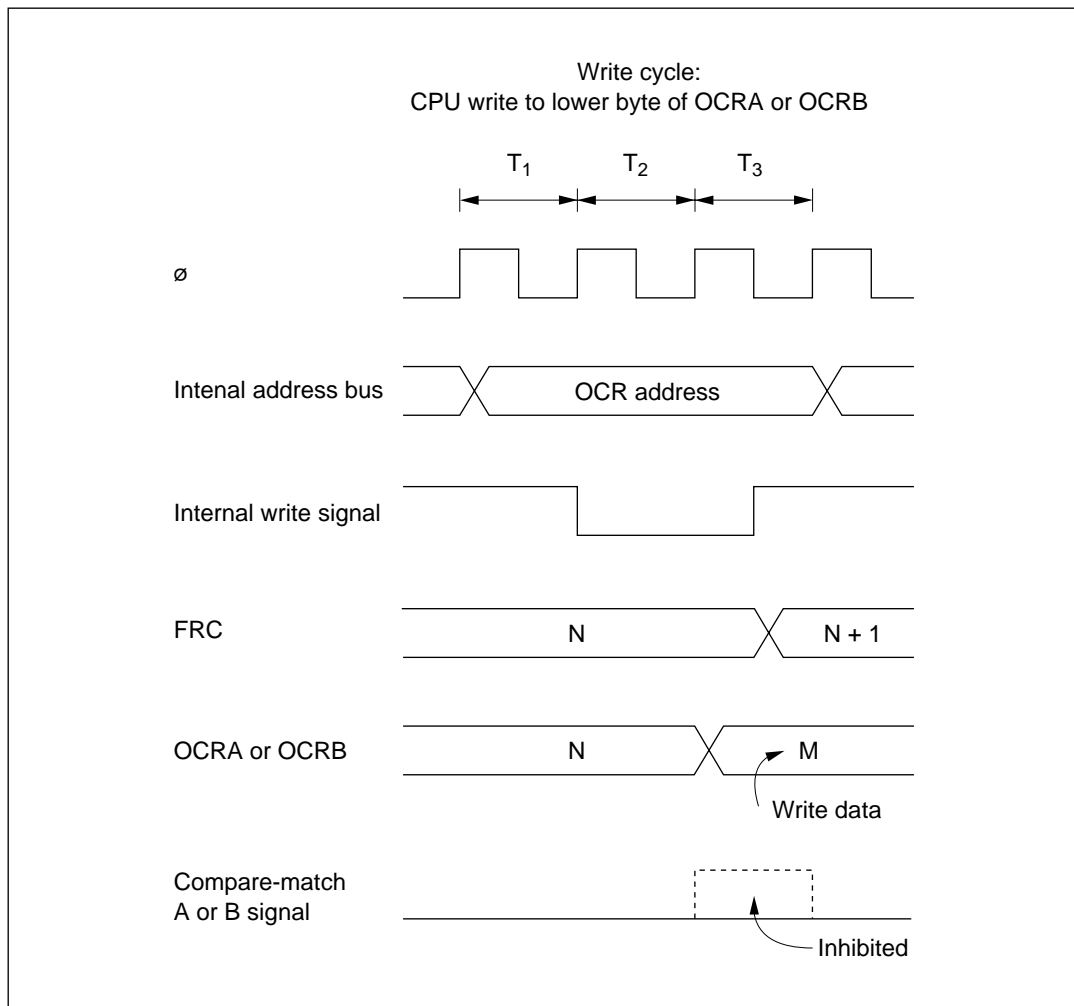 Write cycle:
CPU write to lower byte of OCRA or OCRB
T1 T2 T3
ø
Intenal address bus
OCR address
Internal write signal
FRC
N
N + 1
OCRA or OCRB
N
M
Write data
Compare-match
A or B signal
Inhibited